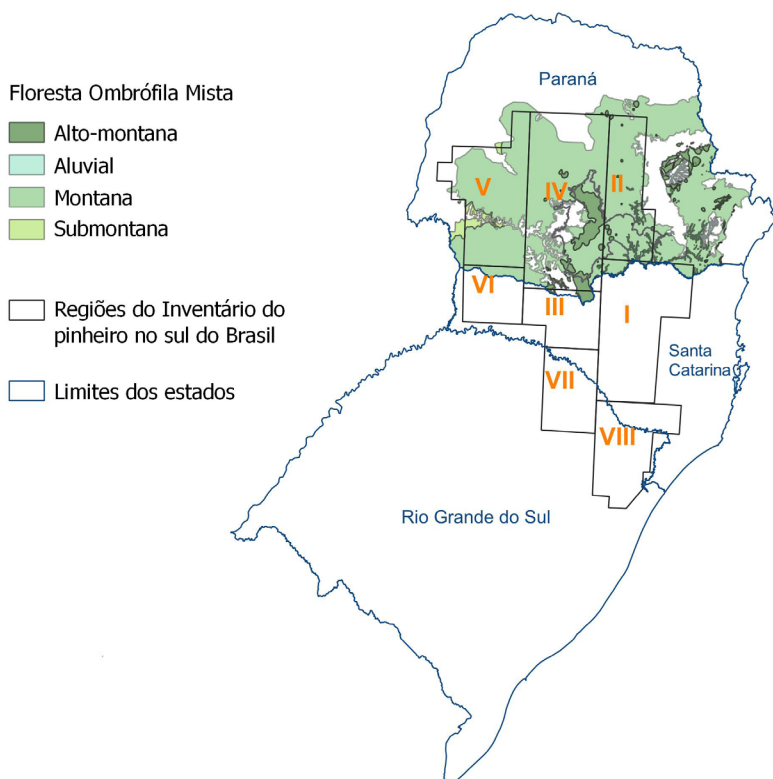 Paraná
Floresta Ombrófila Mista
Alto-montana
Aluvial
Montana
Submontana
V
IV
II
VI
III
I
Regiões do Inventário do
pinheiro no sul do Brasil
Santa
Catarina
Limites dos estados
VII
VIII
Rio Grande do Sul